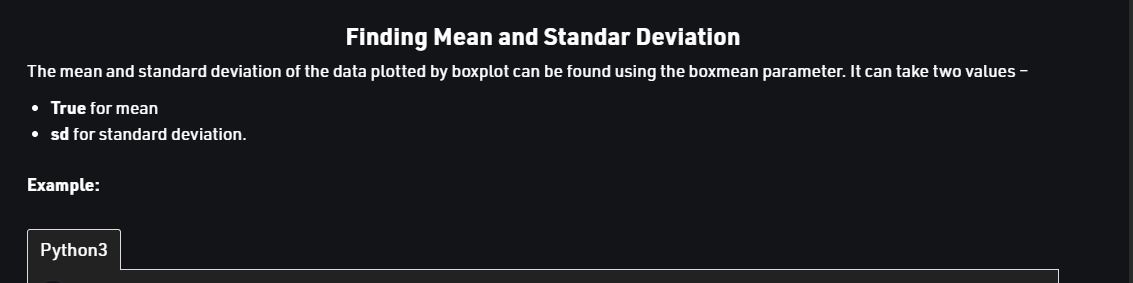 Finding Mean and Standar Deviation
The mean and standard deviation of the data plotted by boxplot can be found using the boxmean parameter. It can take two values –
• True for mean
• sd for standard deviation.
Example:
Python3